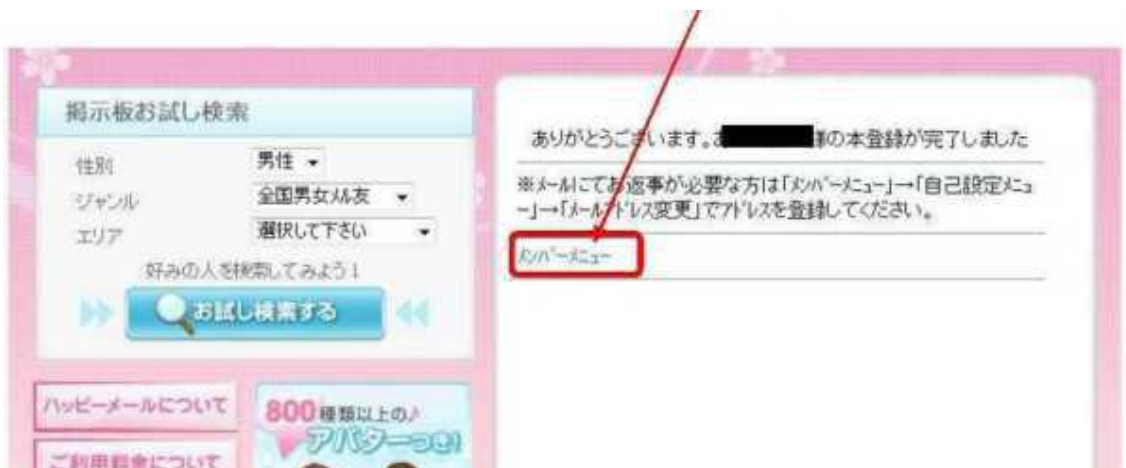 掲示板お試し検索
性別 男性
ジャンル 全国男女ﾒﾙ友
エリア 選択して下さい
好みの人を検索してみよう！
お試し検索する
ハッピーメールについて
800種類以上の♪
アバターつき!
ご利用料金について
ありがとうございます。お
様の本登録が完了しました
※ﾒｰﾙにてお返事が必要な方は｢ﾒﾝﾊﾞｰﾒﾆｭｰ｣→｢自己設定ﾒﾆｭ
ｰ｣→｢ﾒｰﾙｱﾄﾞﾚｽ変更｣でｱﾄﾞﾚｽを登録してください。
ﾒﾝﾊﾞｰﾒﾆｭｰ